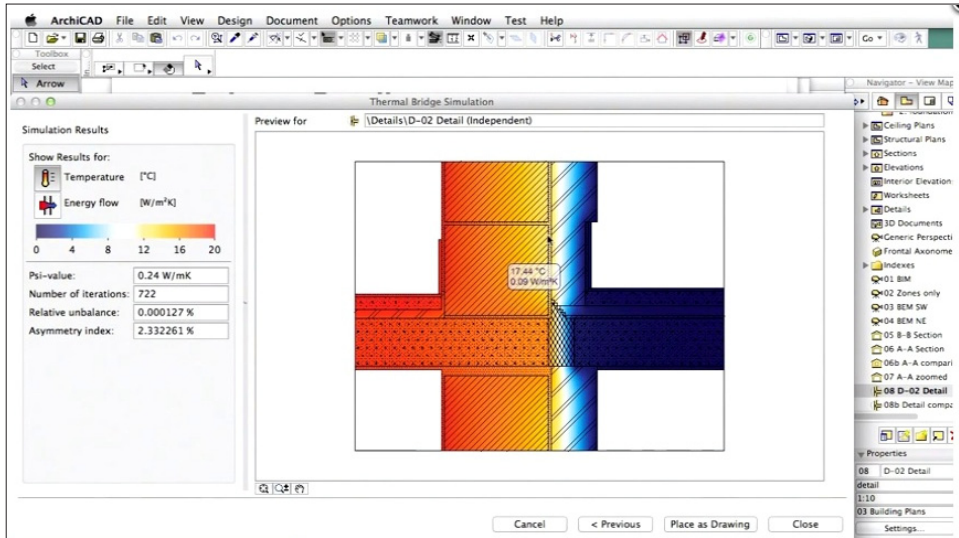 ArchiCAD File Edit View Design Document Options Teamwork Window Test Help
Toolbox
Select
Arrow
Go
Navigator – View Map
Thermal Bridge Simulation
Simulation Results
Preview for \Details\D-02 Detail (Independent)
Show Results for:
Temperature [°C]
Energy flow [W/m²K]
0 4 8 12 16 20
Psi-value: 0.24 W/mK
Number of iterations: 722
Relative unbalance: 0.000127 %
Asymmetry index: 2.332261 %
17.44 °C
0.09 W/m²K
Ceiling Plans
Structural Plans
Sections
Elevations
Interior Elevation
Worksheets
Details
3D Documents
Generic Perspecti
Frontal Axonome
Indexes
01 BIM
02 Zones only
03 BEM SW
04 BEM NE
05 B-B Section
06 A-A Section
06b A-A compari
07 A-A zoomed
08 D-02 Detail
08b Detail compa
Properties
08 D-02 Detail
detail
1:10
03 Building Plans
Settings...
Cancel < Previous Place as Drawing Close